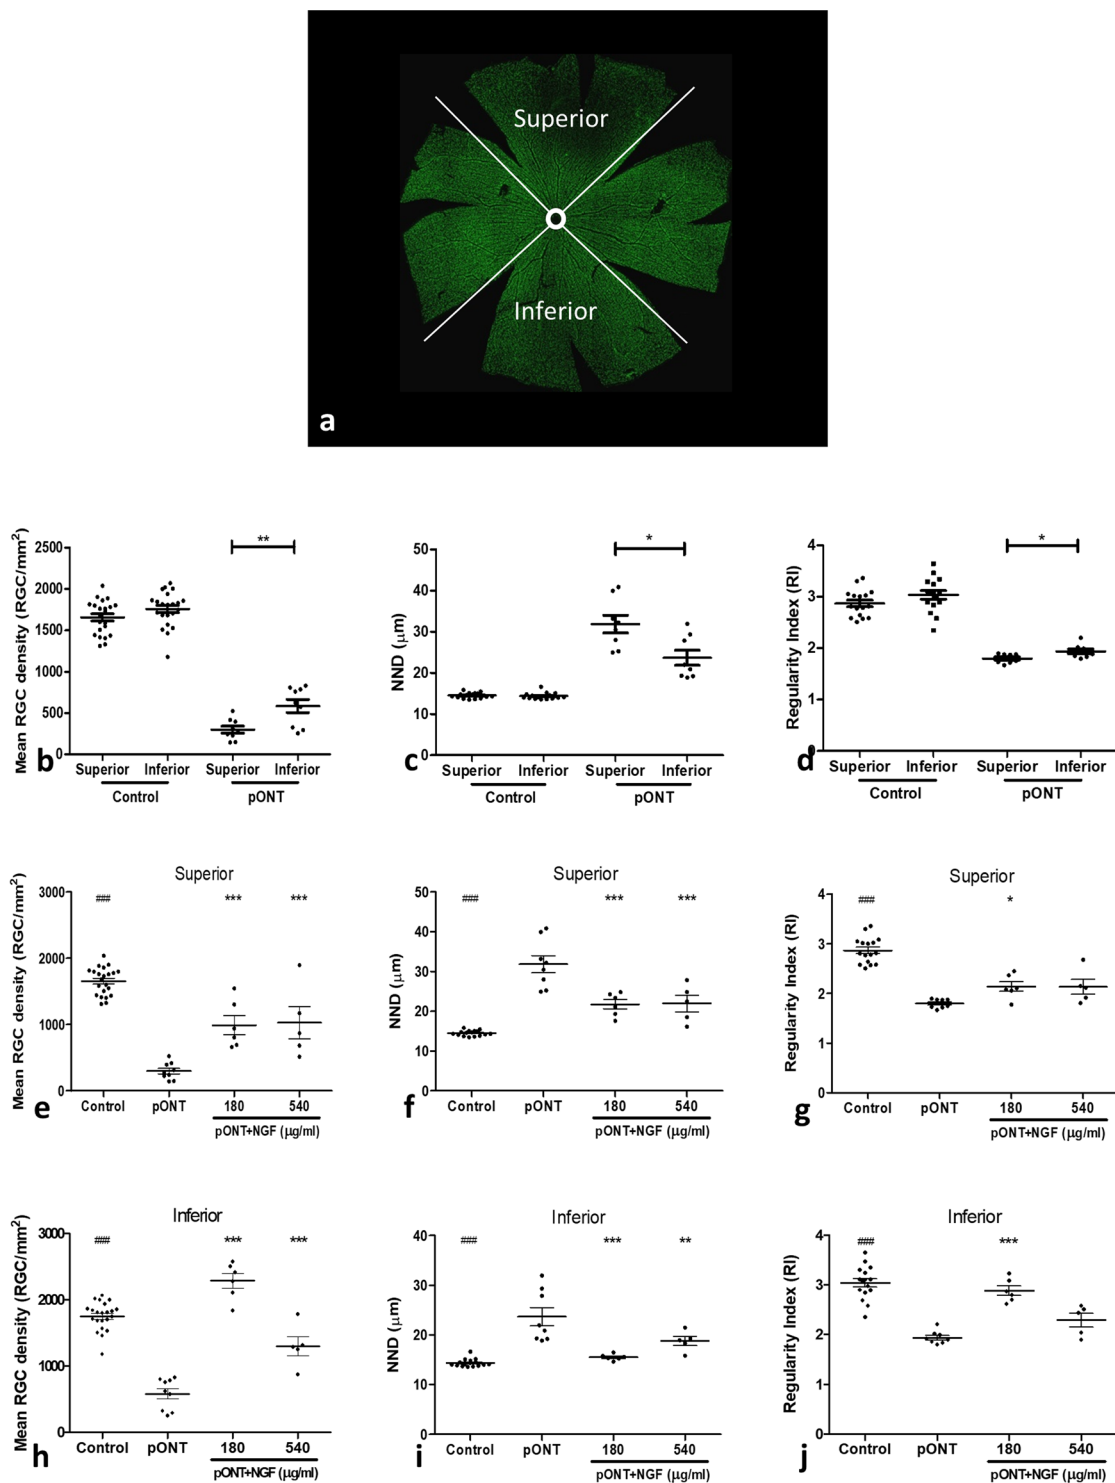 Superior
Inferior
a
Mean RGC density (RGC/mm²)
2500
2000
1500
1000
500
0
**
Superior
Inferior
Superior
Inferior
Control
pONT
b
NND (μm)
50
40
30
20
10
0
*
Superior
Inferior
Superior
Inferior
Control
pONT
c
Regularity Index (RI)
4
3
2
1
0
*
Superior
Inferior
Superior
Inferior
Control
pONT
d
Superior
Mean RGC density (RGC/mm²)
3000
2000
1000
0
###
***
***
Control
pONT
180
540
pONT+NGF (μg/ml)
e
Superior
NND (μm)
50
40
30
20
10
0
###
***
***
Control
pONT
180
540
pONT+NGF (μg/ml)
f
Superior
Regularity Index (RI)
4
3
2
1
0
###
*
Control
pONT
180
540
pONT+NGF (μg/ml)
g
Inferior
Mean RGC density (RGC/mm²)
3000
2000
1000
0
###
***
***
Control
pONT
180
540
pONT+NGF (μg/ml)
h
Inferior
NND (μm)
40
30
20
10
0
###
***
**
Control
pONT
180
540
pONT+NGF (μg/ml)
i
Inferior
Regularity Index (RI)
4
3
2
1
0
###
***
Control
pONT
180
540
pONT+NGF (μg/ml)
j